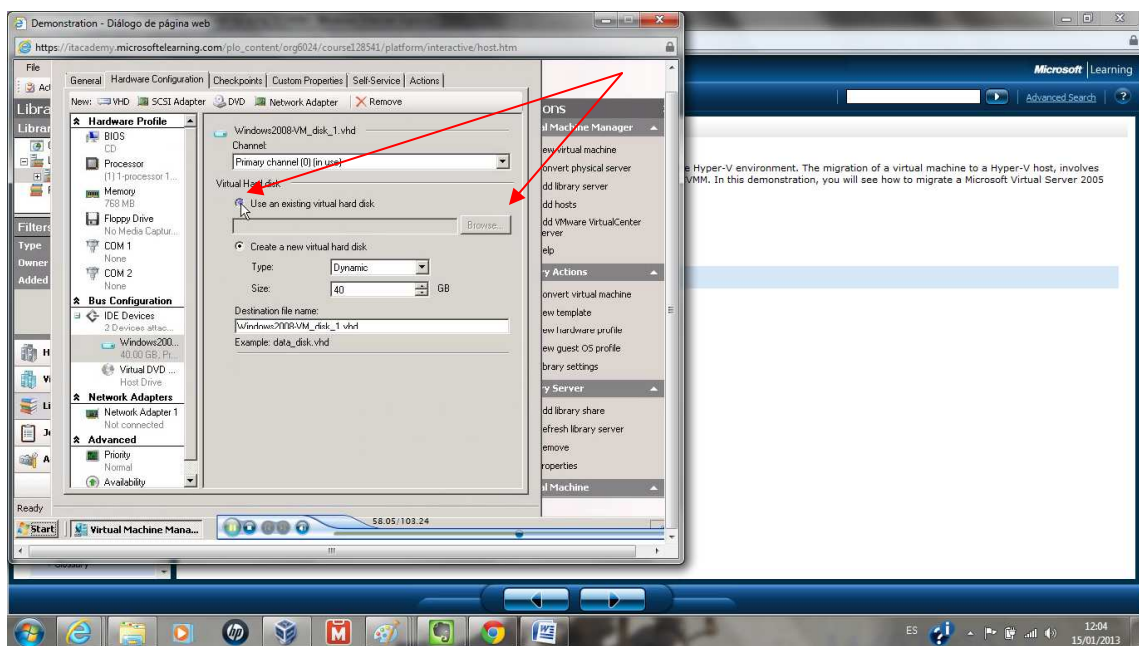 Demonstration - Diálogo de página web
https://itacademy.microsoftelearning.com/plo_content/org6024/course128541/platform/interactive/host.htm
File
General Hardware Configuration Checkpoints Custom Properties Self-Service Actions
New: VHD SCSI Adapter DVD Network Adapter Remove
Hardware Profile
BIOS
CD
Processor
(1) 1-processor 1...
Memory
768 MB
Floppy Drive
No Media Captur...
COM 1
None
COM 2
None
Bus Configuration
IDE Devices
2 Devices attac...
Windows200...
40.00 GB, Pr...
Virtual DVD ...
Host Drive
Network Adapters
Network Adapter 1
Not connected
Advanced
Priority
Normal
Availability
Windows2008-VM_disk_1.vhd
Channel:
Primary channel (0) (in use)
Virtual Hard disk
Use an existing virtual hard disk
Browse...
Create a new virtual hard disk
Type: Dynamic
Size: 40 GB
Destination file name:
Windows2008-VM_disk_1.vhd
Example: data_disk.vhd
Libra
Librar
Filters
Type
Owner
Added
H
Vi
Li
A
Ready
Start Virtual Machine Mana...
58.05/103.24
ons
al Machine Manager
ew virtual machine
onvert physical server
dd library server
dd hosts
dd VMware VirtualCenter
erver
elp
y Actions
onvert virtual machine
ew template
ew hardware profile
ew guest OS profile
brary settings
y Server
dd library share
efresh library server
emove
roperties
al Machine
Microsoft Learning
Advanced Search
e Hyper-V environment. The migration of a virtual machine to a Hyper-V host, involves
VMM. In this demonstration, you will see how to migrate a Microsoft Virtual Server 2005
Glossary
ES
12:04
15/01/2013